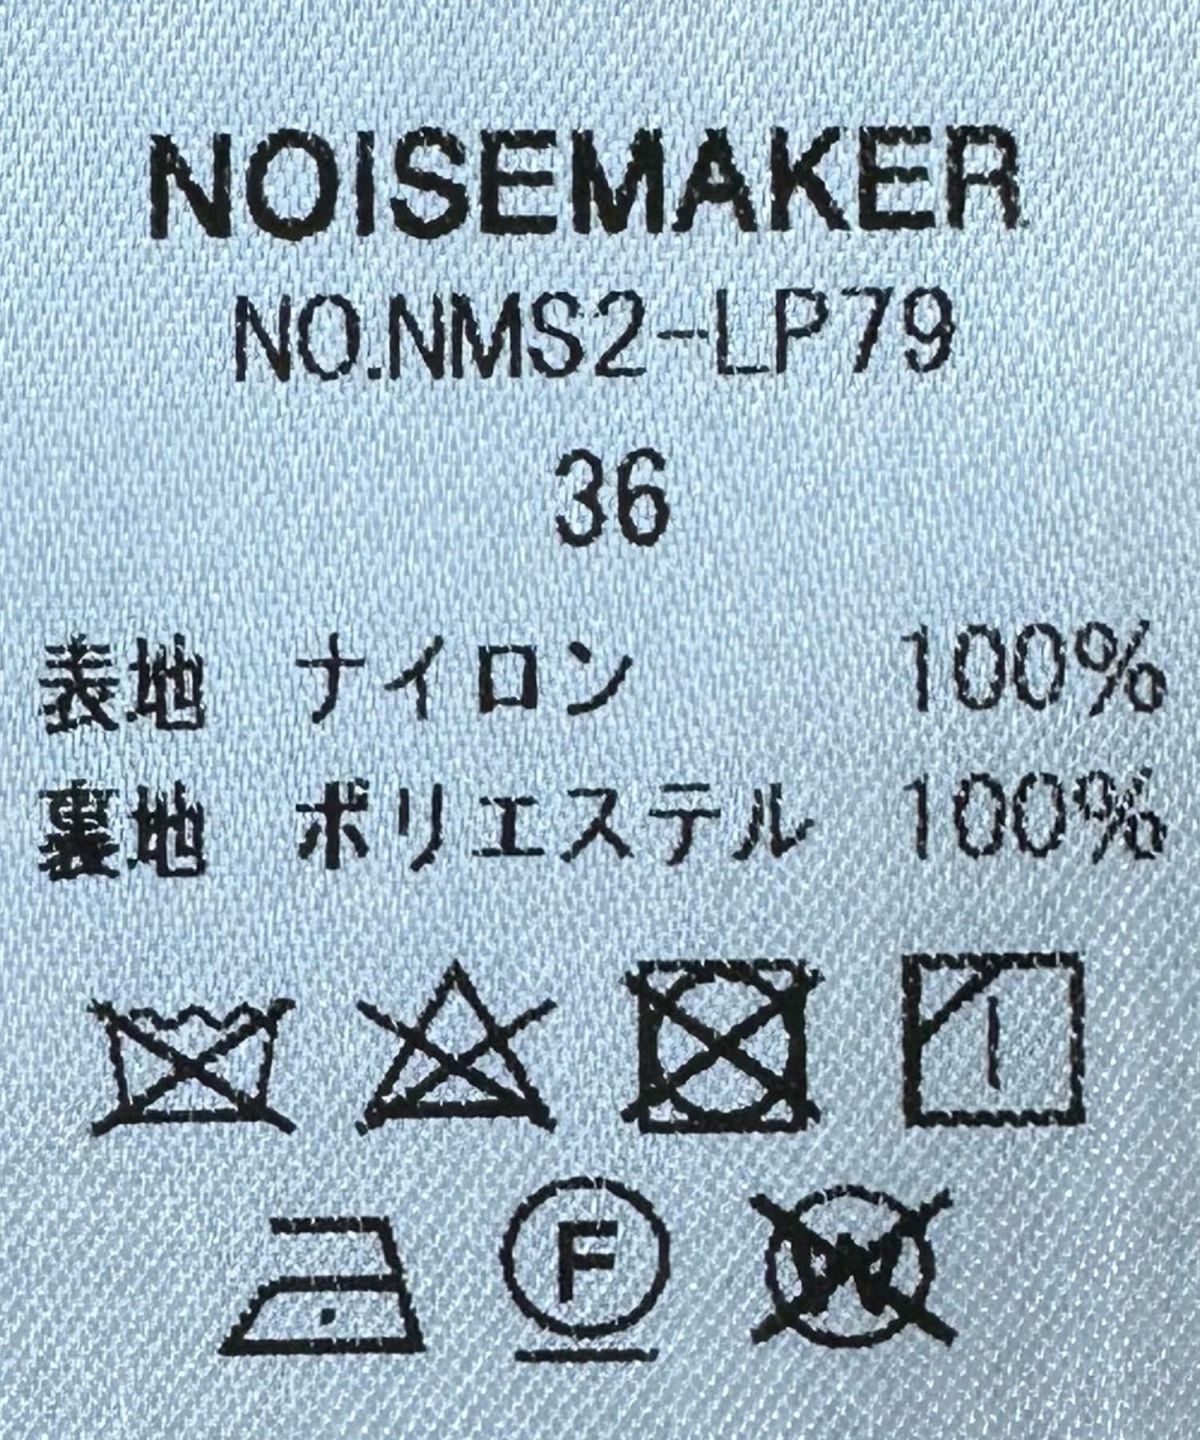 NOISEMAKER
NO.NMS2-LP79
36
表地 ナイロン 100%
裏地 ポリエステル 100%
F W